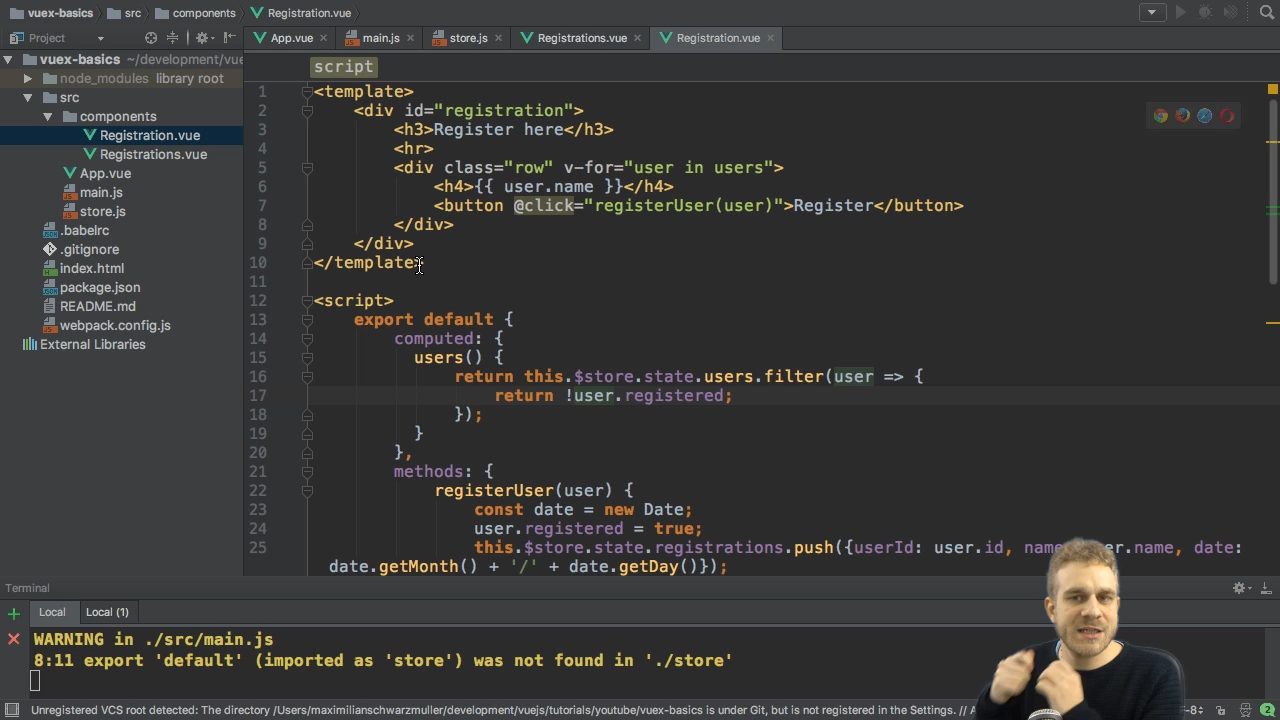 vuex-basics src components Registration.vue
Project App.vue main.js store.js Registrations.vue Registration.vue
vuex-basics ~/development/vue
node_modules library root
src
components
Registration.vue
Registrations.vue
App.vue
main.js
store.js
.babelrc
.gitignore
index.html
package.json
README.md
webpack.config.js
External Libraries
script
1 <template>
2 <div id="registration">
3 <h3>Register here</h3>
4 <hr>
5 <div class="row" v-for="user in users">
6 <h4>{{ user.name }}</h4>
7 <button @click="registerUser(user)">Register</button>
8 </div>
9 </div>
10 </template>
11
12 <script>
13 export default {
14 computed: {
15 users() {
16 return this.$store.state.users.filter(user => {
17 return !user.registered;
18 });
19 }
20 },
21 methods: {
22 registerUser(user) {
23 const date = new Date;
24 user.registered = true;
25 this.$store.state.registrations.push({userId: user.id, name er.name, date:
date.getMonth() + '/' + date.getDay()});
Terminal
Local Local (1)
WARNING in ./src/main.js
8:11 export 'default' (imported as 'store') was not found in './store'
Unregistered VCS root detected: The directory /Users/maximilianschwarzmuller/development/vuejs/tutorials/youtube/vuex-basics is under Git, but is not registered in the Settings. // A -8 2